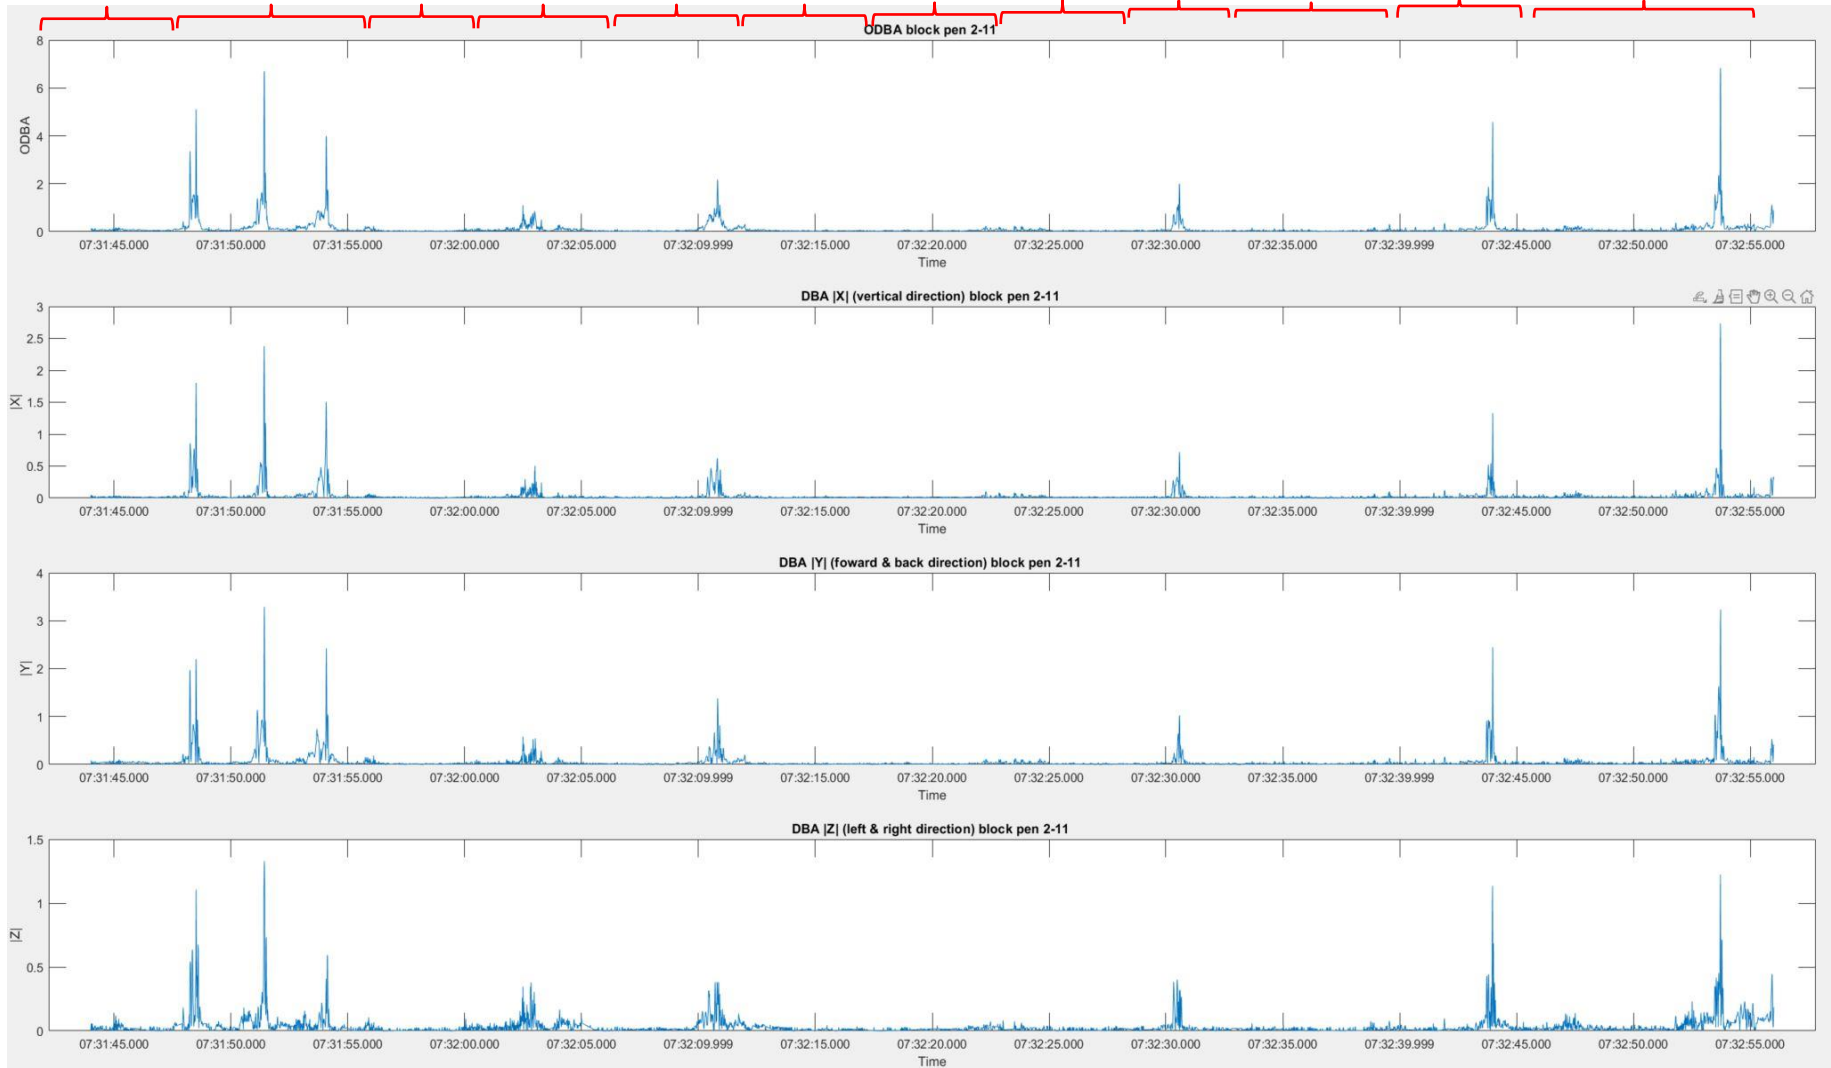 ODBA block pen 2-11
8
6
4
2
0
ODBA
07:31:45.000 07:31:50.000 07:31:55.000 07:32:00.000 07:32:05.000 07:32:09.999 07:32:15.000 07:32:20.000 07:32:25.000 07:32:30.000 07:32:35.000 07:32:39.999 07:32:45.000 07:32:50.000 07:32:55.000
Time
DBA |X| (vertical direction) block pen 2-11
3
2.5
2
1.5
1
0.5
0
|X|
07:31:45.000 07:31:50.000 07:31:55.000 07:32:00.000 07:32:05.000 07:32:09.999 07:32:15.000 07:32:20.000 07:32:25.000 07:32:30.000 07:32:35.000 07:32:39.999 07:32:45.000 07:32:50.000 07:32:55.000
Time
DBA |Y| (foward & back direction) block pen 2-11
4
3
2
1
0
|Y|
07:31:45.000 07:31:50.000 07:31:55.000 07:32:00.000 07:32:05.000 07:32:09.999 07:32:15.000 07:32:20.000 07:32:25.000 07:32:30.000 07:32:35.000 07:32:39.999 07:32:45.000 07:32:50.000 07:32:55.000
Time
DBA |Z| (left & right direction) block pen 2-11
1.5
1
0.5
0
|Z|
07:31:45.000 07:31:50.000 07:31:55.000 07:32:00.000 07:32:05.000 07:32:09.999 07:32:15.000 07:32:20.000 07:32:25.000 07:32:30.000 07:32:35.000 07:32:39.999 07:32:45.000 07:32:50.000 07:32:55.000
Time